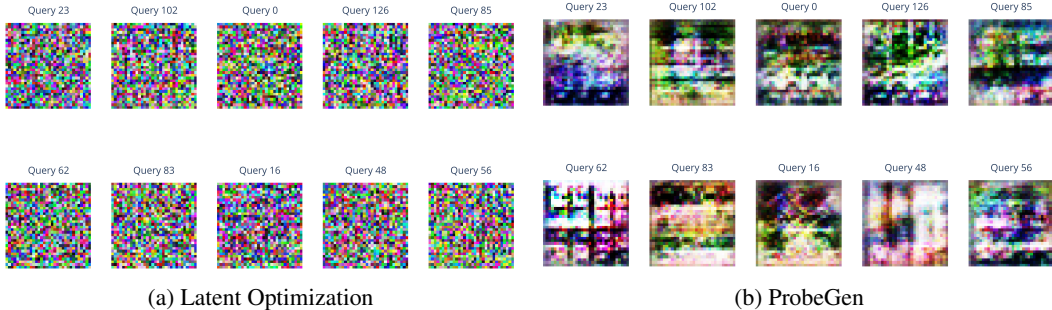 Query 23 Query 102 Query 0 Query 126 Query 85 Query 23 Query 102 Query 0 Query 126 Query 85
Query 62 Query 83 Query 16 Query 48 Query 56 Query 62 Query 83 Query 16 Query 48 Query 56
(a) Latent Optimization (b) ProbeGen